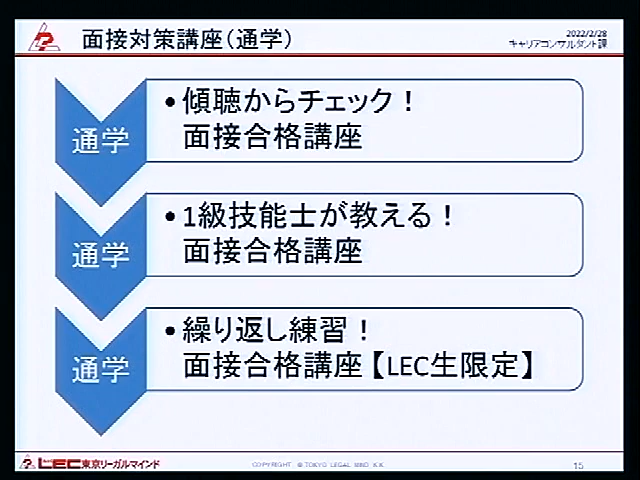 面接対策講座(通学)
2022/2/28
キャリアコンサルタント課
通学
•傾聴からチェック！
面接合格講座
通学
•1級技能士が教える！
面接合格講座
通学
•繰り返し練習！
面接合格講座【LEC生限定】
LEC東京リーガルマインド
COPYRIGHT © TOKYO LEGAL MIND K.K.
15